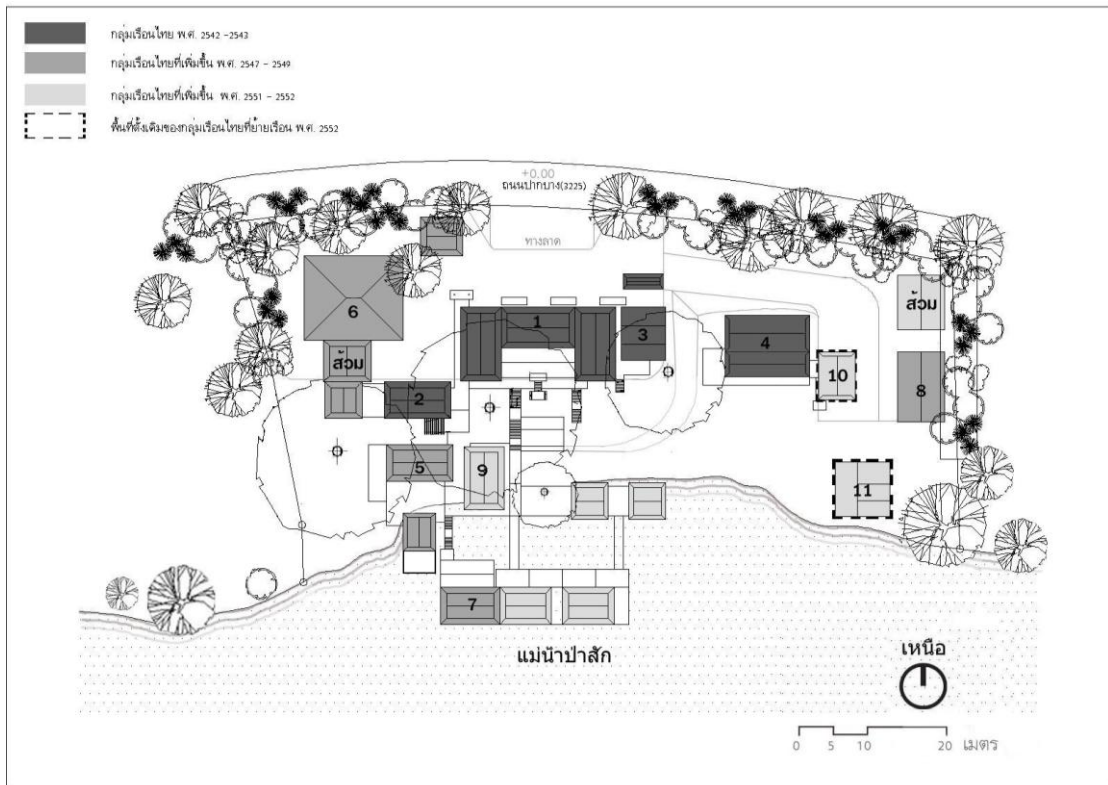 กลุ่มเรือนไทย พ.ศ. 2542 -2543
กลุ่มเรือนไทยที่เพิ่มขึ้น พ.ศ. 2547 - 2549
กลุ่มเรือนไทยที่เพิ่มขึ้น พ.ศ. 2551 - 2552
พื้นที่ตั้งเดิมของกลุ่มเรือนไทยที่ย้ายเรือน พ.ศ. 2552
+0.00
ถนนปากบาง(3225)
ทางลาด
ส้วม
6
1
3
4
ส้วม
10
8
2
5
9
11
7
แม่น้ำป่าสัก
เหนือ
0 5 10 20 เมตร